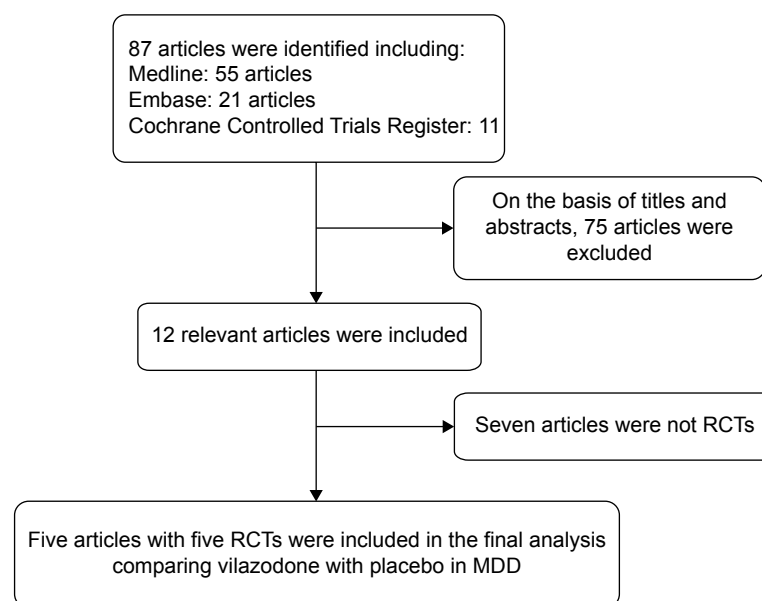 87 articles were identified including:
Medline: 55 articles
Embase: 21 articles
Cochrane Controlled Trials Register: 11
On the basis of titles and
abstracts, 75 articles were
excluded
12 relevant articles were included
Seven articles were not RCTs
Five articles with five RCTs were included in the final analysis
comparing vilazodone with placebo in MDD